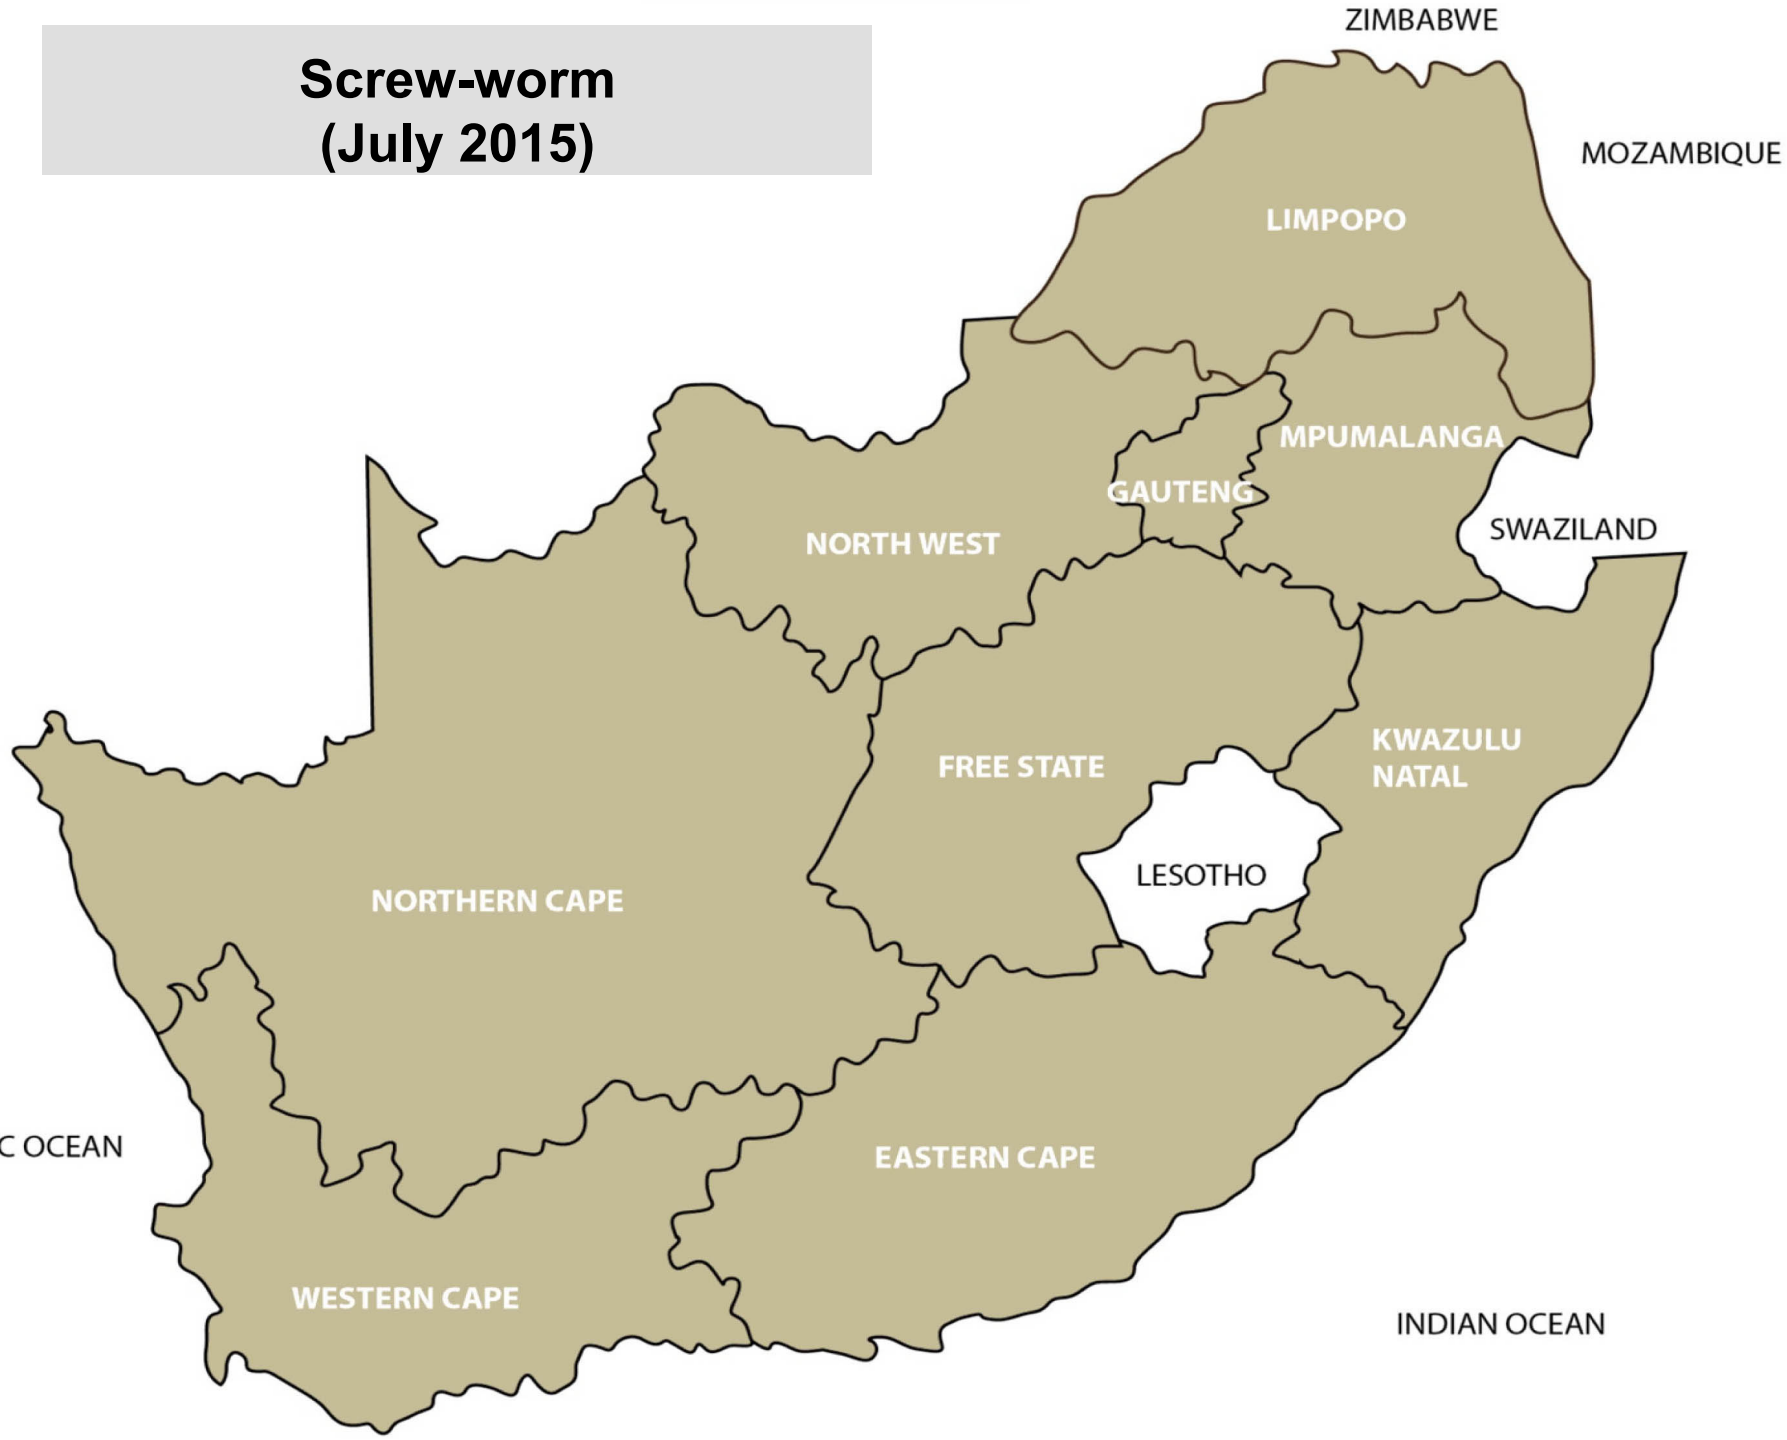 Screw-worm
(July 2015)
ZIMBABWE
MOZAMBIQUE
LIMPOPO
MPUMALANGA
GAUTENG
SWAZILAND
NORTH WEST
KWAZULU
NATAL
FREE STATE
LESOTHO
NORTHERN CAPE
C OCEAN
EASTERN CAPE
WESTERN CAPE
INDIAN OCEAN